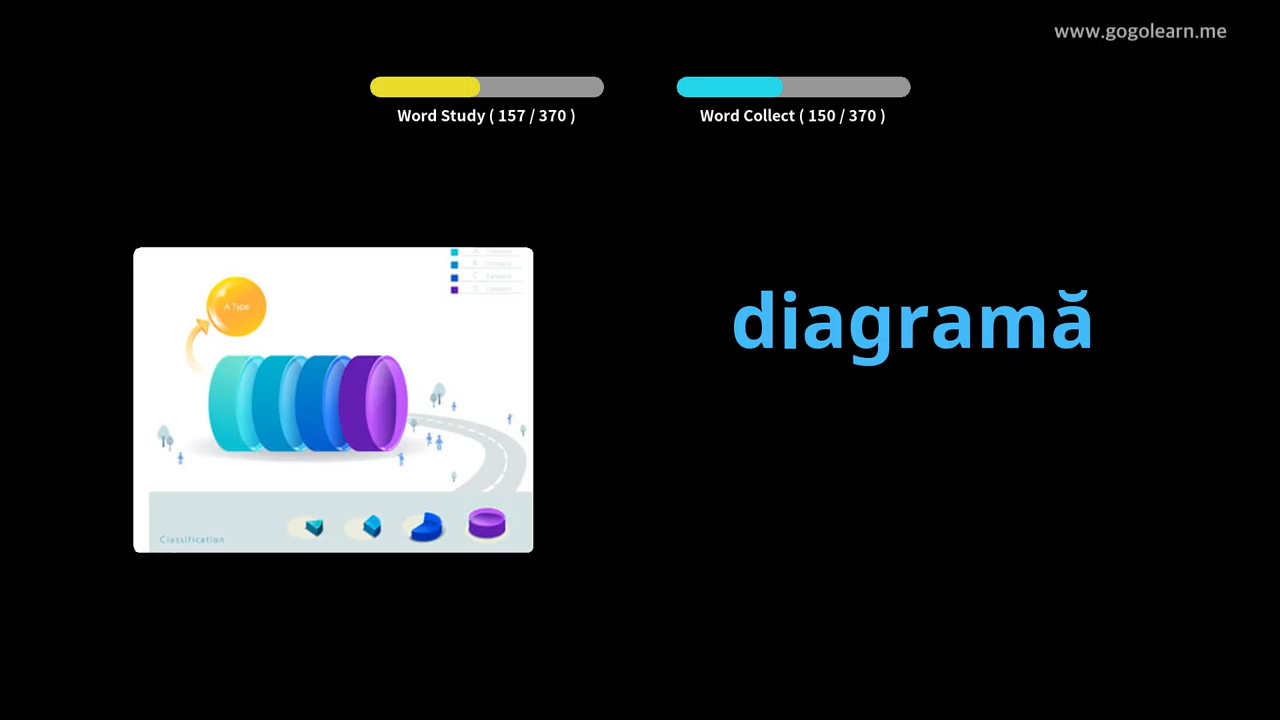 www.gogolearn.me
Word Study ( 157 / 370 )
Word Collect ( 150 / 370 )
diagramă
A Type
A
B
C
D
Classification